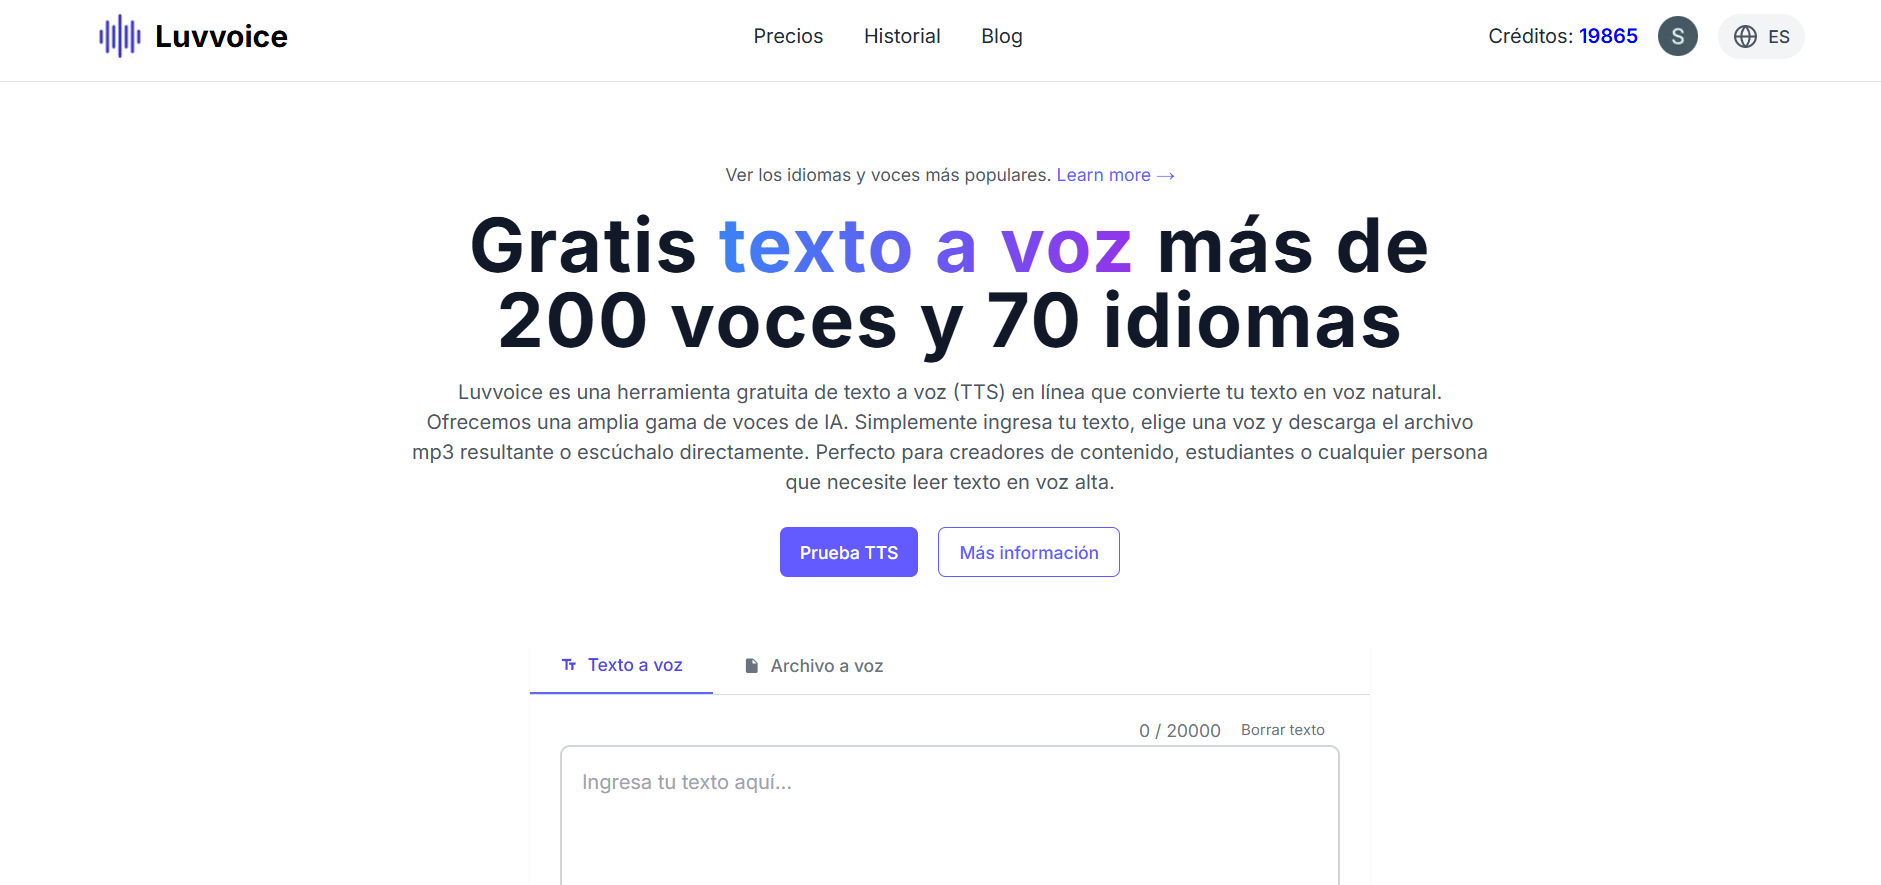 Luvvoice
Precios
Historial
Blog
Créditos: 19865
S
ES
Ver los idiomas y voces más populares. Learn more →
Gratis texto a voz más de
200 voces y 70 idiomas
Luvvoice es una herramienta gratuita de texto a voz (TTS) en línea que convierte tu texto en voz natural.
Ofrecemos una amplia gama de voces de IA. Simplemente ingresa tu texto, elige una voz y descarga el archivo
mp3 resultante o escúchalo directamente. Perfecto para creadores de contenido, estudiantes o cualquier persona
que necesite leer texto en voz alta.
Prueba TTS
Más información
Texto a voz
Archivo a voz
0 / 20000
Borrar texto
Ingresa tu texto aquí...